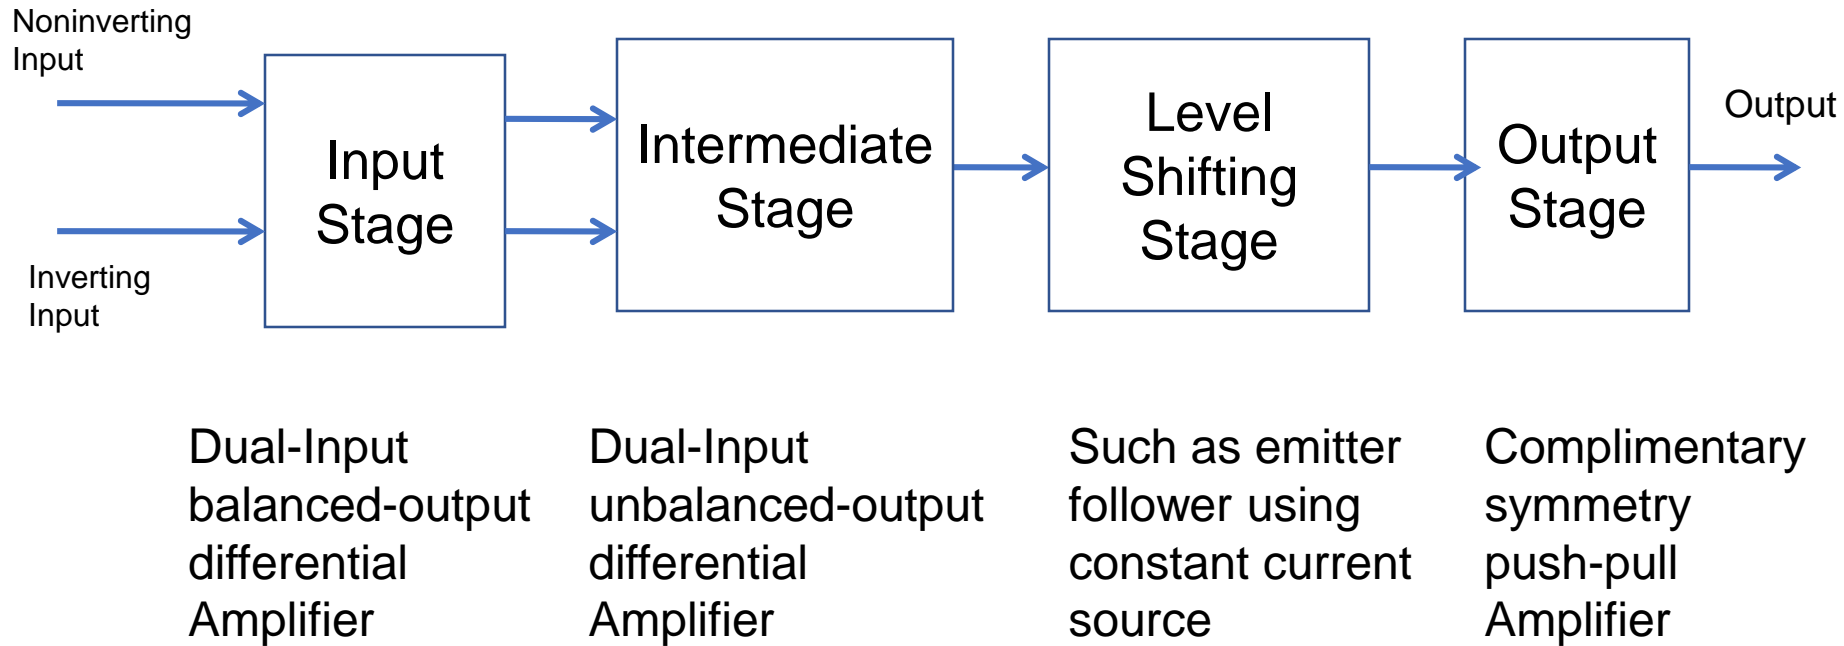 Noninverting
Input
Inverting
Input
Input
Stage
Intermediate
Stage
Level
Shifting
Stage
Output
Stage
Output
Dual-Input
balanced-output
differential
Amplifier
Dual-Input
unbalanced-output
differential
Amplifier
Such as emitter
follower using
constant current
source
Complimentary
symmetry
push-pull
Amplifier